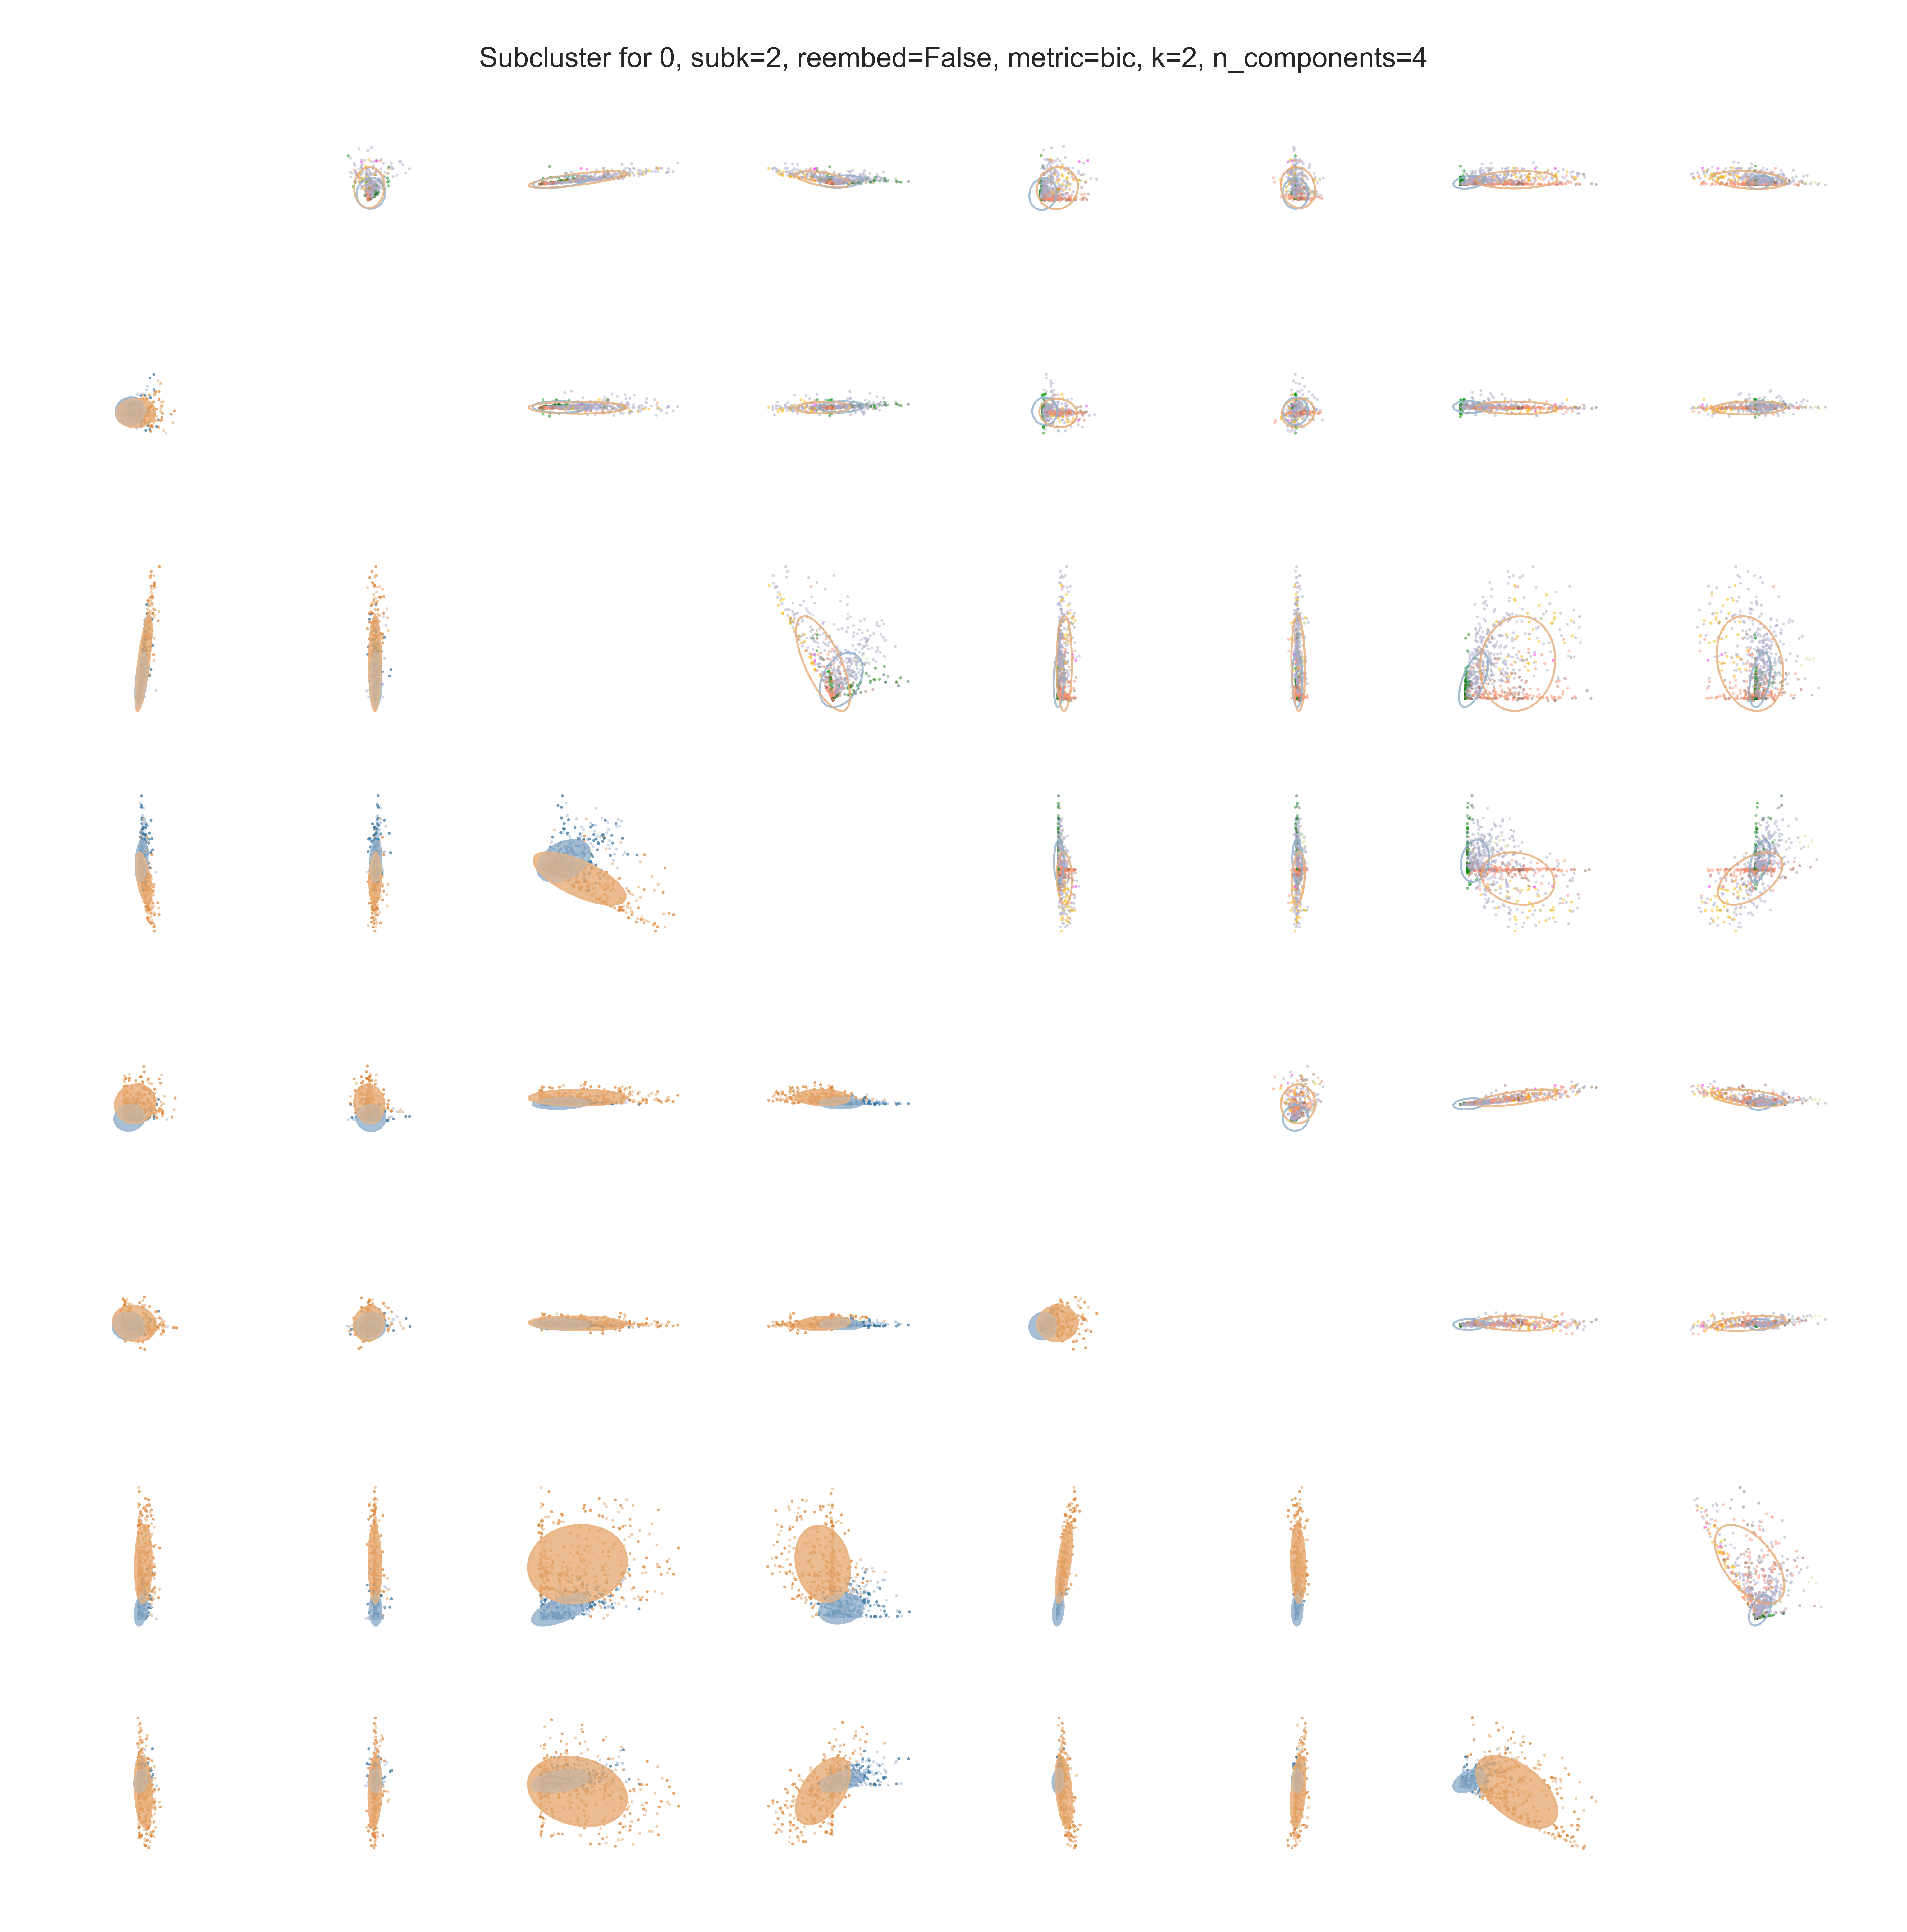 Subcluster for 0, subk=2, reembed=False, metric=bic, k=2, n_components=4